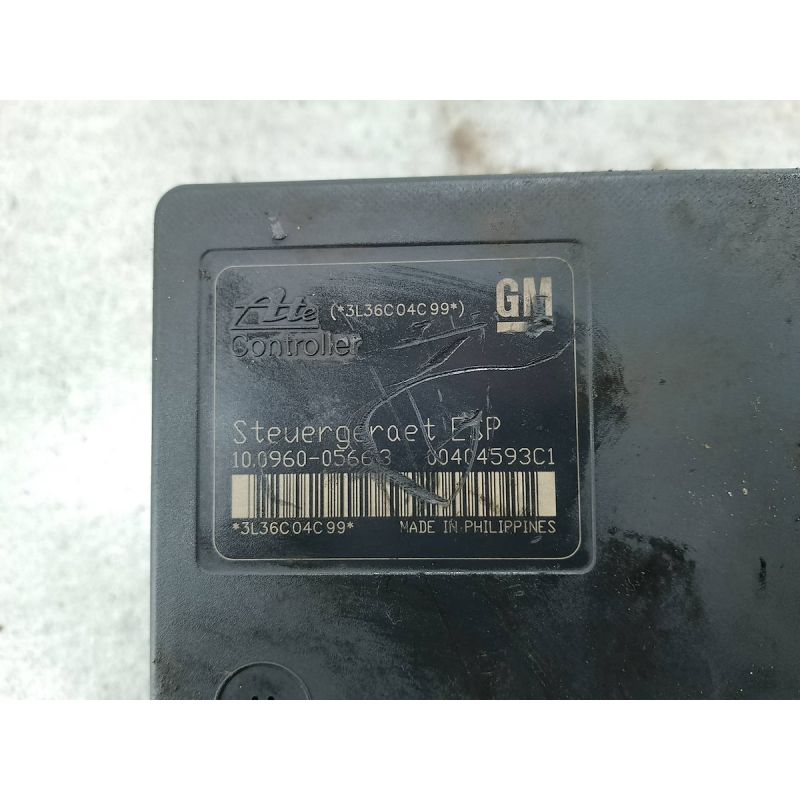 Ate (*3L36C04C99*) GM
Controller
Steuergeraet ESP
10.0960-0566.3 00404593C1
*3L36C04C99* MADE IN PHILIPPINES